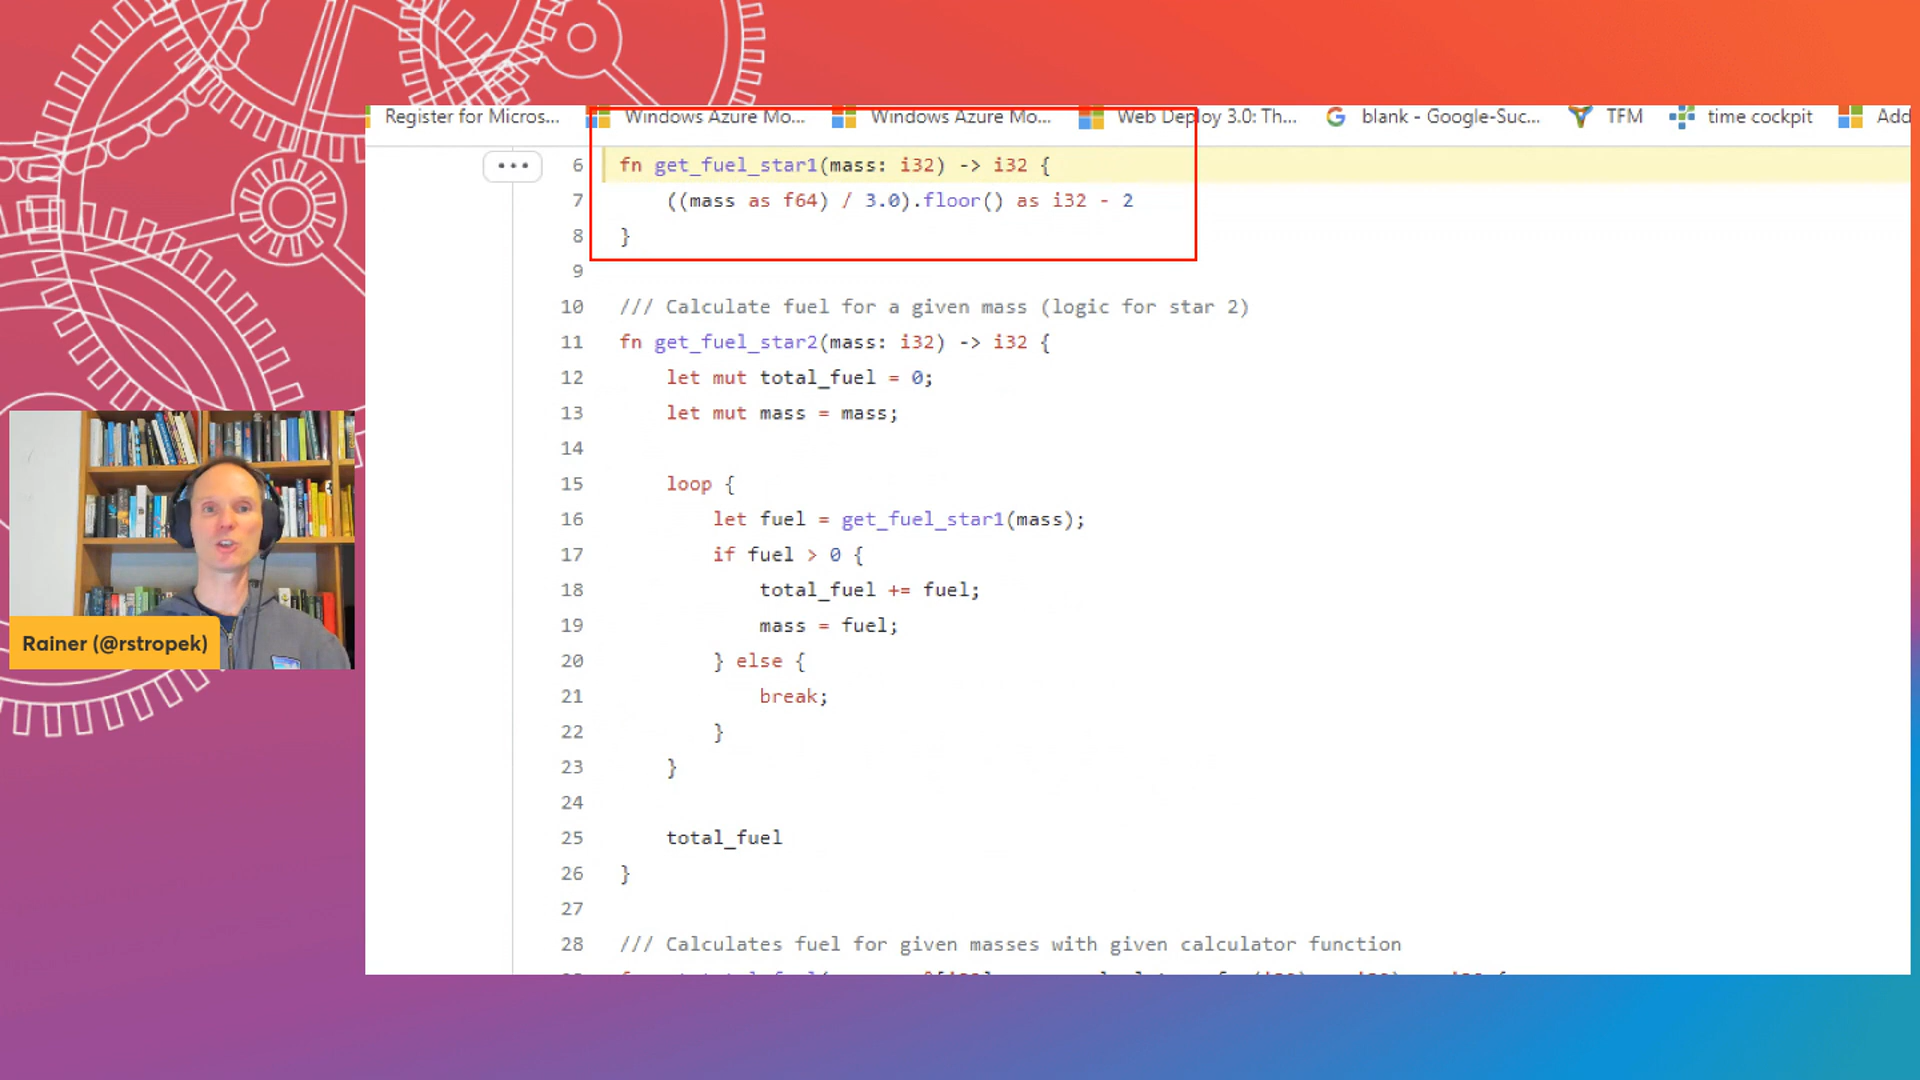 Register for Micros... Windows Azure Mo... Windows Azure Mo... Web Deploy 3.0: Th... blank - Google-Suc... TFM time cockpit Add
6 fn get_fuel_star1(mass: i32) -> i32 {
7 ((mass as f64) / 3.0).floor() as i32 - 2
8 }
9
10 /// Calculate fuel for a given mass (logic for star 2)
11 fn get_fuel_star2(mass: i32) -> i32 {
12 let mut total_fuel = 0;
13 let mut mass = mass;
14
15 loop {
16 let fuel = get_fuel_star1(mass);
17 if fuel > 0 {
18 total_fuel += fuel;
19 mass = fuel;
20 } else {
21 break;
22 }
23 }
24
25 total_fuel
26 }
27
28 /// Calculates fuel for given masses with given calculator function
Rainer (@rstropek)